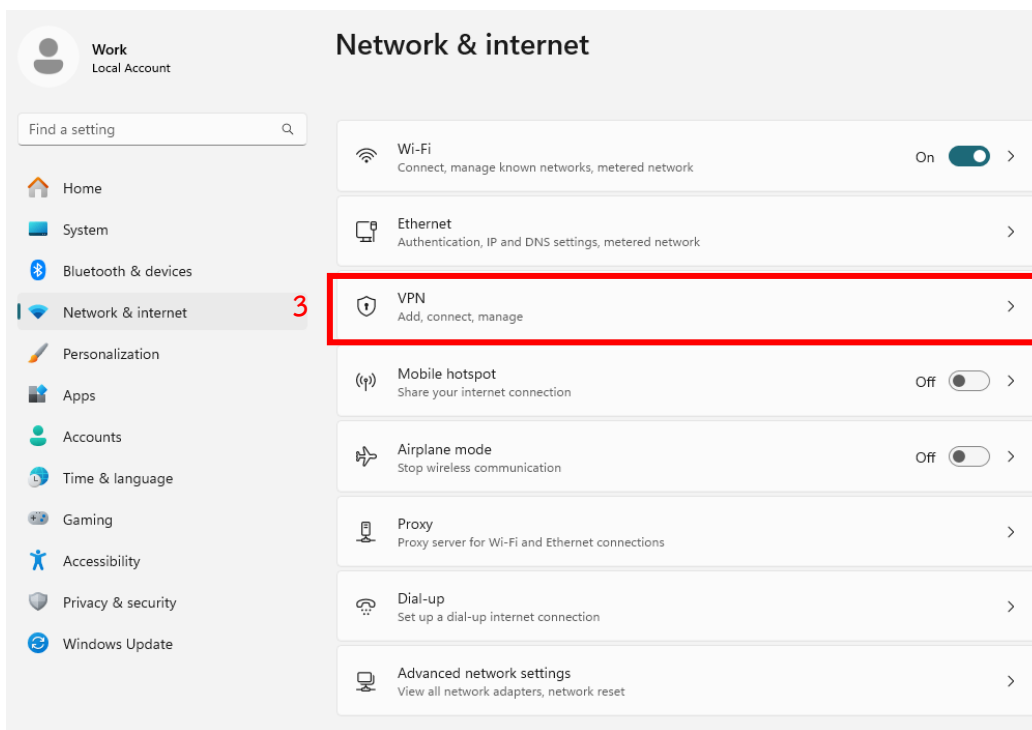 Work
Local Account
Network & internet
Find a setting
Home
System
Bluetooth & devices
Network & internet
Personalization
Apps
Accounts
Time & language
Gaming
Accessibility
Privacy & security
Windows Update
Wi-Fi
Connect, manage known networks, metered network
On
Ethernet
Authentication, IP and DNS settings, metered network
3
VPN
Add, connect, manage
Mobile hotspot
Share your internet connection
Off
Airplane mode
Stop wireless communication
Off
Proxy
Proxy server for Wi-Fi and Ethernet connections
Dial-up
Set up a dial-up internet connection
Advanced network settings
View all network adapters, network reset